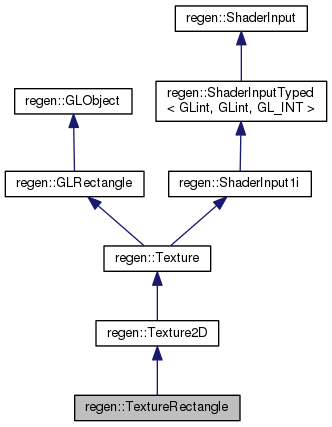 regen::ShaderInput
regen::ShaderInputTyped
< GLint, GLint, GL_INT >
regen::GLObject
regen::GLRectangle
regen::ShaderInput1i
regen::Texture
regen::Texture2D
regen::TextureRectangle